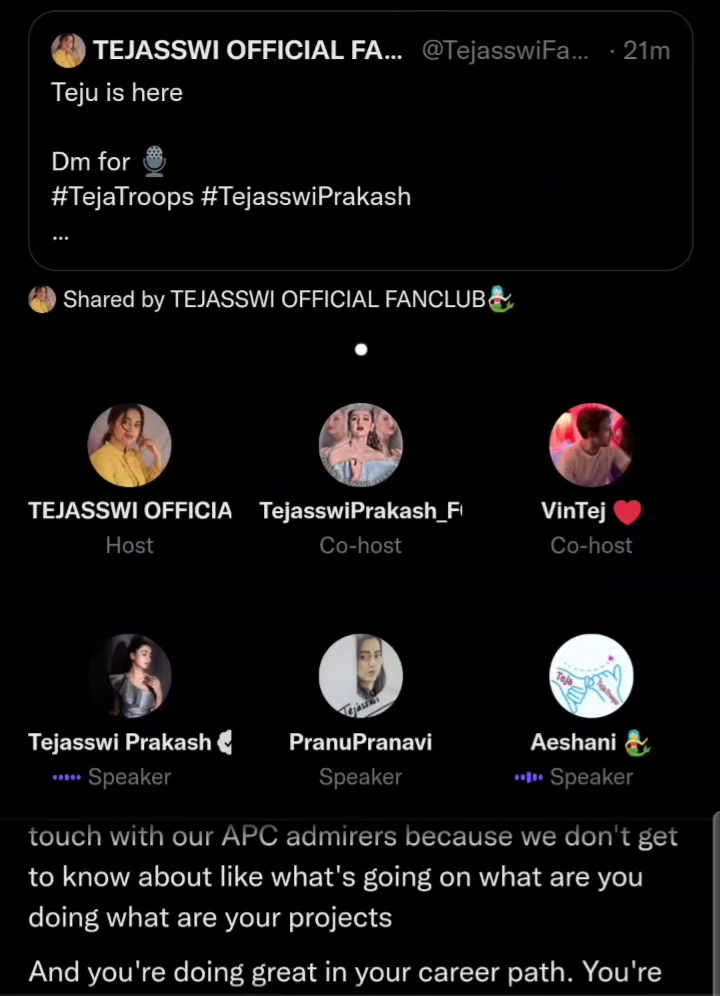 TEJASSWI OFFICIAL FA... @TejasswiFa... · 21m
Teju is here
Dm for 🎙️
#TejaTroops #TejasswiPrakash
...
Shared by TEJASSWI OFFICIAL FANCLUB🧜‍♀️
TEJASSWI OFFICIA TejasswiPrakash_F VinTej ❤️
Host Co-host Co-host
Teja
Tejasswi
Tejasswi Prakash PranuPranavi Aeshani 🧜‍♀️
Speaker Speaker Speaker
touch with our APC admirers because we don't get
to know about like what's going on what are you
doing what are your projects
And you're doing great in your career path. You're